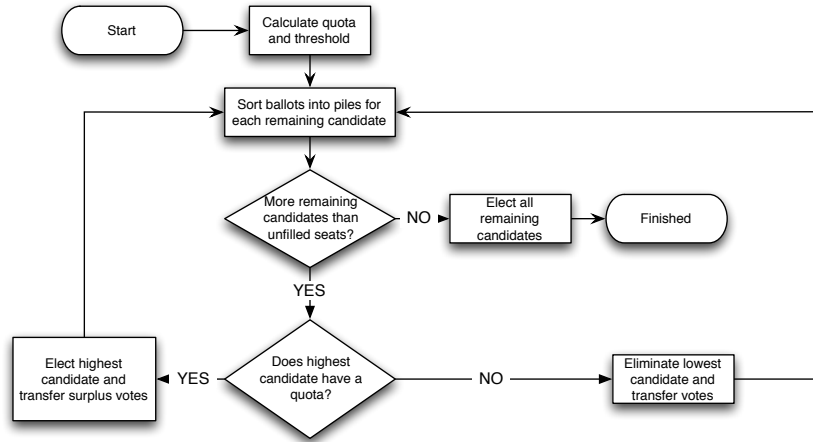 Start
Calculate quota
and threshold
Sort ballots into piles for
each remaining candidate
More remaining
candidates than
unfilled seats?
NO
Elect all
remaining
candidates
Finished
YES
Elect highest
candidate and
transfer surplus votes
YES
Does highest
candidate have a
quota?
NO
Eliminate lowest
candidate and
transfer votes